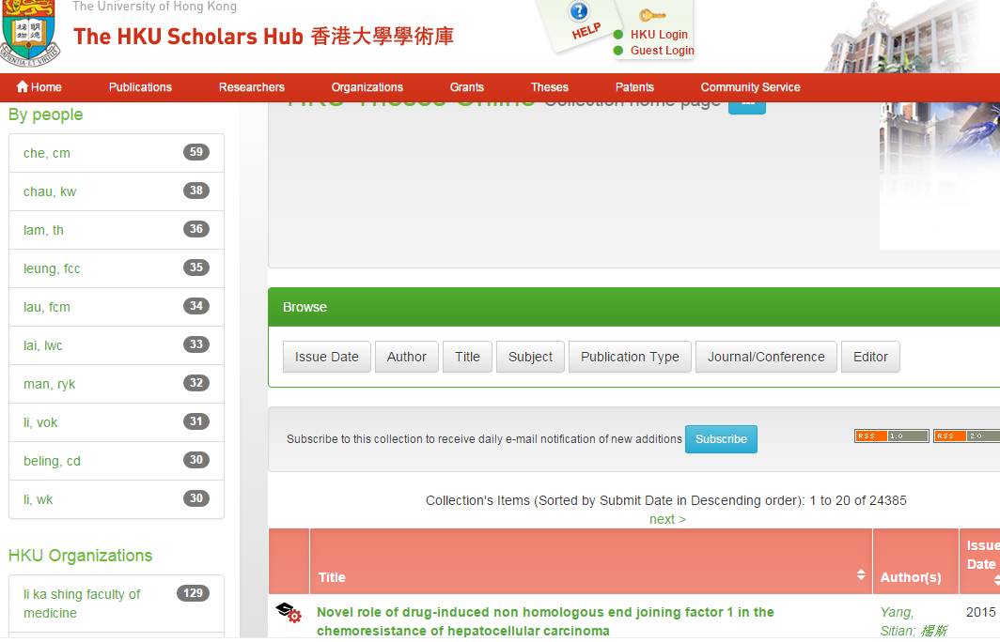 The University of Hong Kong
The HKU Scholars Hub 香港大學學術庫
HELP
HKU Login
Guest Login
Home Publications Researchers Organizations Grants Theses Patents Community Service
HKU Theses Online Collection home page
By people
che, cm 59
chau, kw 38
lam, th 36
leung, fcc 35
lau, fcm 34
lai, lwc 33
man, ryk 32
li, vok 31
beling, cd 30
li, wk 30
HKU Organizations
li ka shing faculty of 129
medicine
Browse
Issue Date Author Title Subject Publication Type Journal/Conference Editor
Subscribe to this collection to receive daily e-mail notification of new additions Subscribe
RSS 1.0 RSS 2.0
Collection's Items (Sorted by Submit Date in Descending order): 1 to 20 of 24385
next >
Title Author(s) Issue
Date
Novel role of drug-induced non homologous end joining factor 1 in the
chemoresistance of hepatocellular carcinoma
Yang,
Sitian; 楊斯
2015